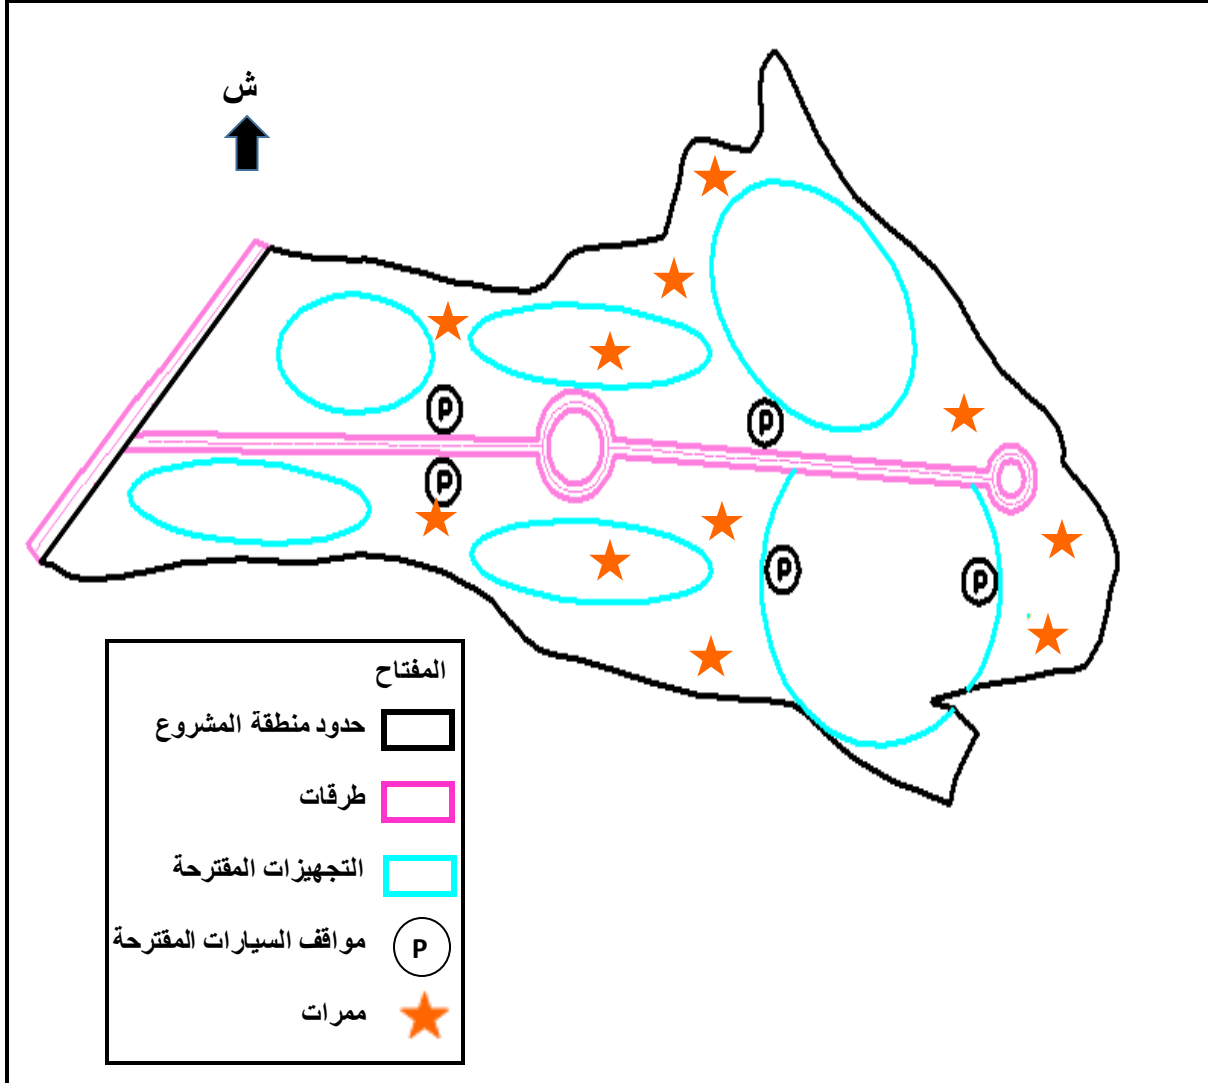 ش
P
P
P
P
P
المفتاح
حدود منطقة المشروع
طرقات
التجهيزات المقترحة
مواقف السيارات المقترحة
P
ممرات